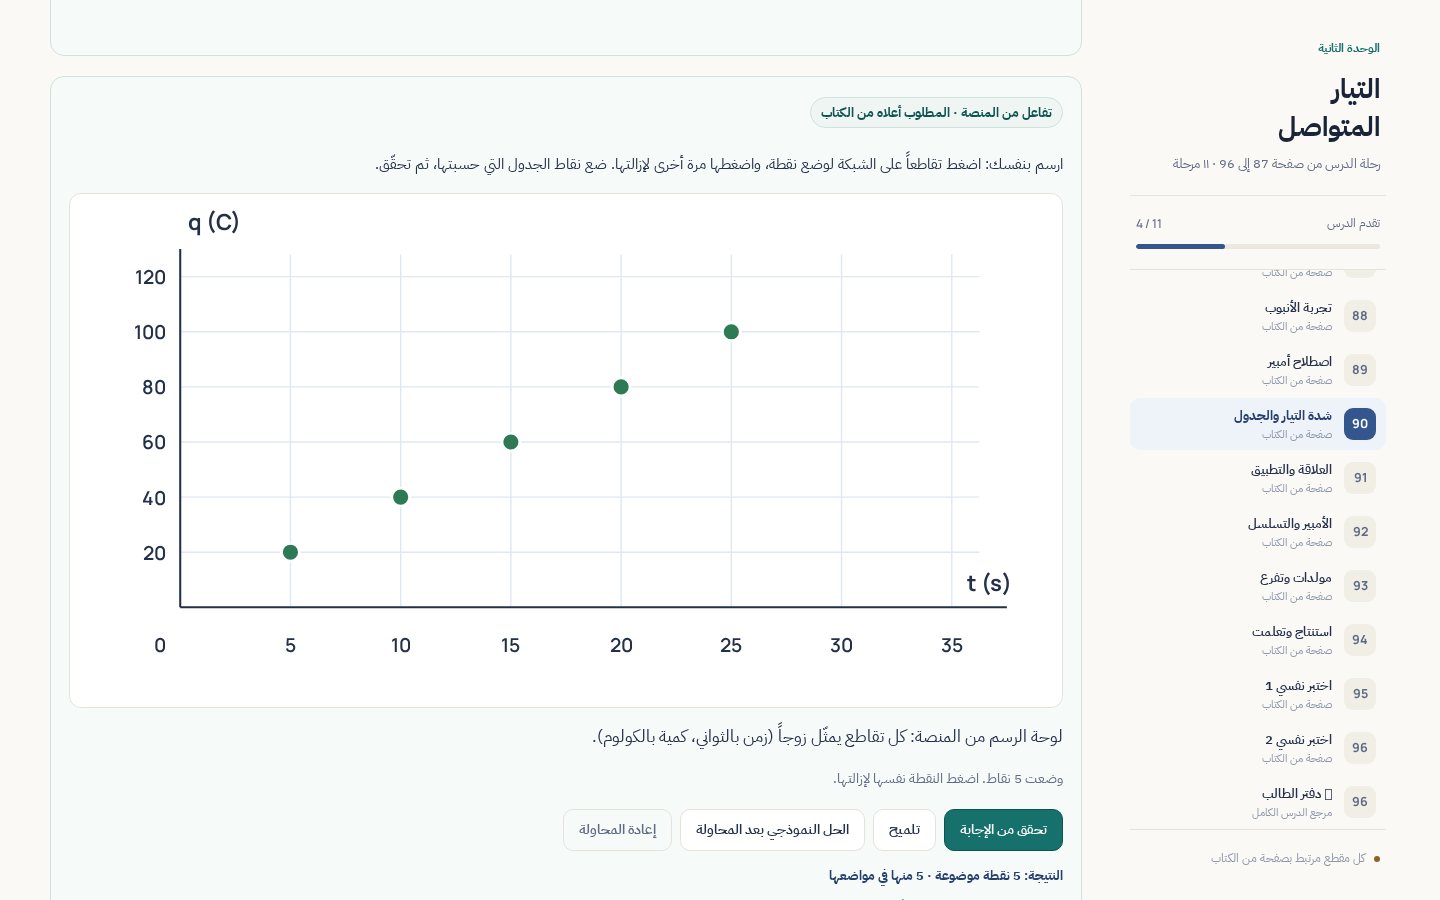 الوحدة الثانية
التيار
المتواصل
رحلة الدرس من صفحة 87 إلى 96 · ١١ مرحلة
تقدم الدرس
4 / 11
صفحة من الكتاب
88
تجربة الأنبوب
صفحة من الكتاب
89
اصطلاح أمبير
صفحة من الكتاب
90
شدة التيار والجدول
صفحة من الكتاب
91
العلاقة والتطبيق
صفحة من الكتاب
92
الأمبير والتسلسل
صفحة من الكتاب
93
مولدات وتفرع
صفحة من الكتاب
94
استنتاج وتعلمت
صفحة من الكتاب
95
اختبر نفسي 1
صفحة من الكتاب
96
اختبر نفسي 2
صفحة من الكتاب
96
دفتر الطالب
مرجع الدرس الكامل
كل مقطع مرتبط بصفحة من الكتاب
تفاعل من المنصة · المطلوب أعلاه من الكتاب
ارسم بنفسك: اضغط تقاطعاً على الشبكة لوضع نقطة، واضغطها مرة أخرى لإزالتها. ضع نقاط الجدول التي حسبتها، ثم تحقّق.
q (C)
120
100
80
60
40
20
t (s)
0 5 10 15 20 25 30 35
لوحة الرسم من المنصة: كل تقاطع يمثّل زوجاً (زمن بالثواني، كمية بالكولوم).
وضعت 5 نقاط. اضغط النقطة نفسها لإزالتها.
تحقق من الإجابة
تلميح
الحل النموذجي بعد المحاولة
إعادة المحاولة
النتيجة: 5 نقطة موضوعة · 5 منها في مواضعها